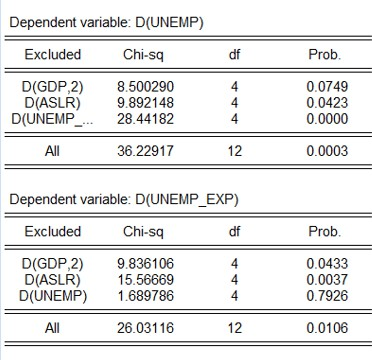 Dependent variable: D(UNEMP)
Excluded Chi-sq df Prob.
D(GDP,2) 8.500290 4 0.0749
D(ASLR) 9.892148 4 0.0423
D(UNEMP_... 28.44182 4 0.0000
All 36.22917 12 0.0003
Dependent variable: D(UNEMP_EXP)
Excluded Chi-sq df Prob.
D(GDP,2) 9.836106 4 0.0433
D(ASLR) 15.56669 4 0.0037
D(UNEMP) 1.689786 4 0.7926
All 26.03116 12 0.0106